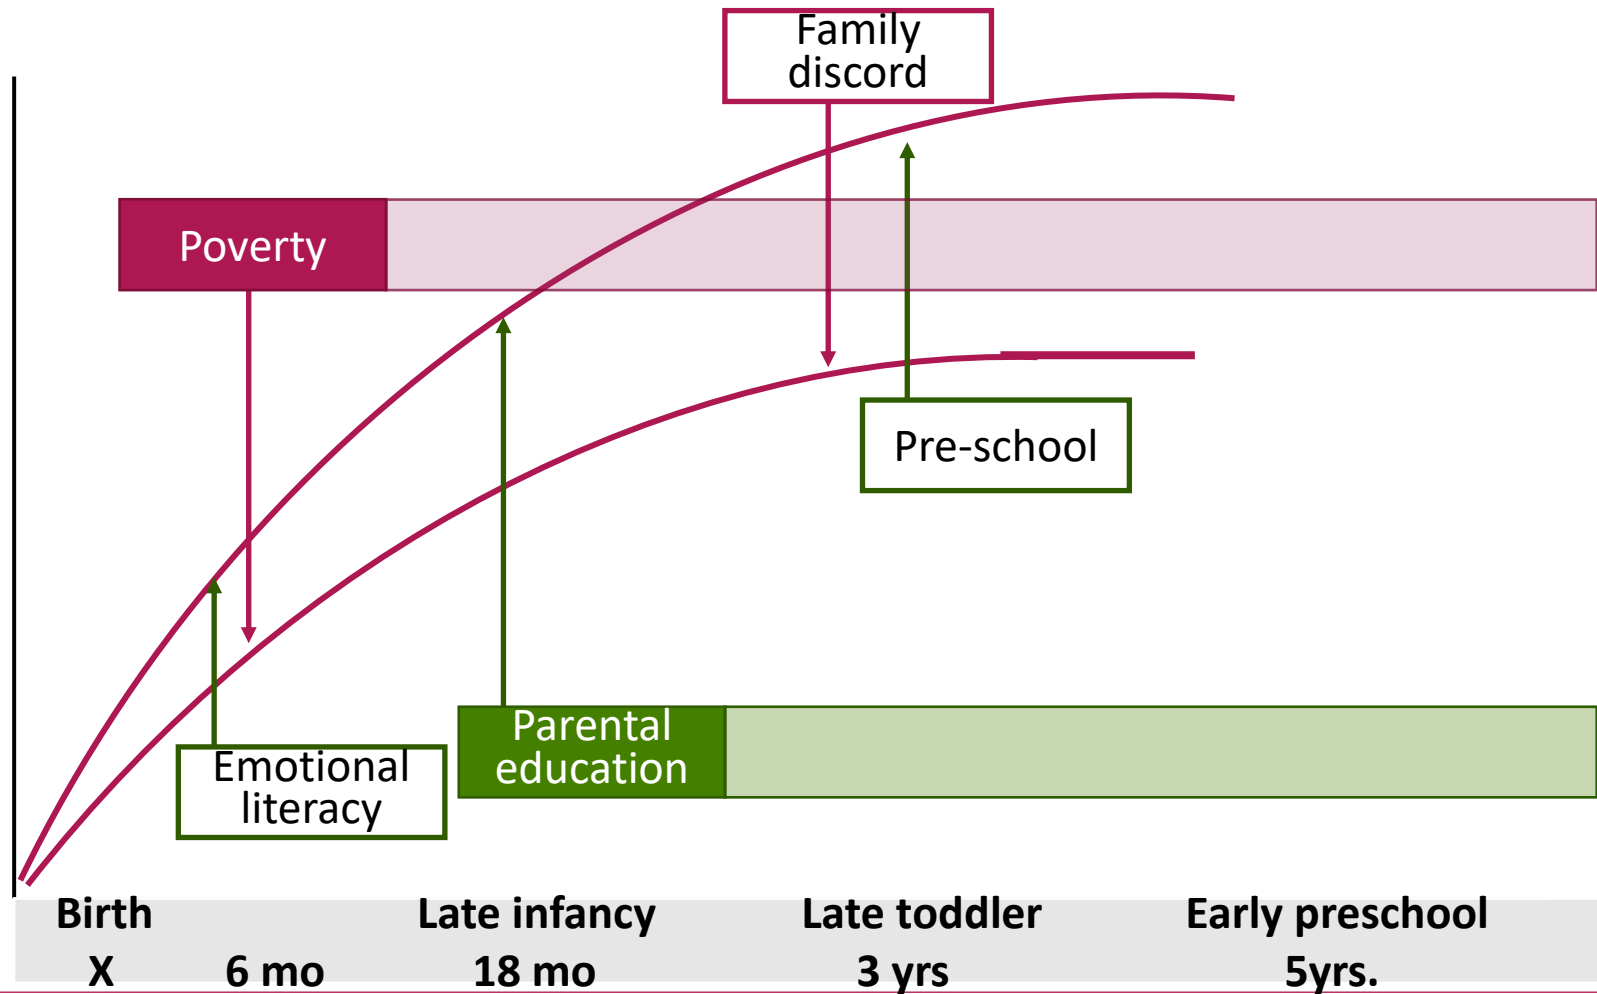 Family
discord
Poverty
Pre-school
Parental
education
Emotional
literacy
Birth Late infancy Late toddler Early preschool
X 6 mo 18 mo 3 yrs 5yrs.